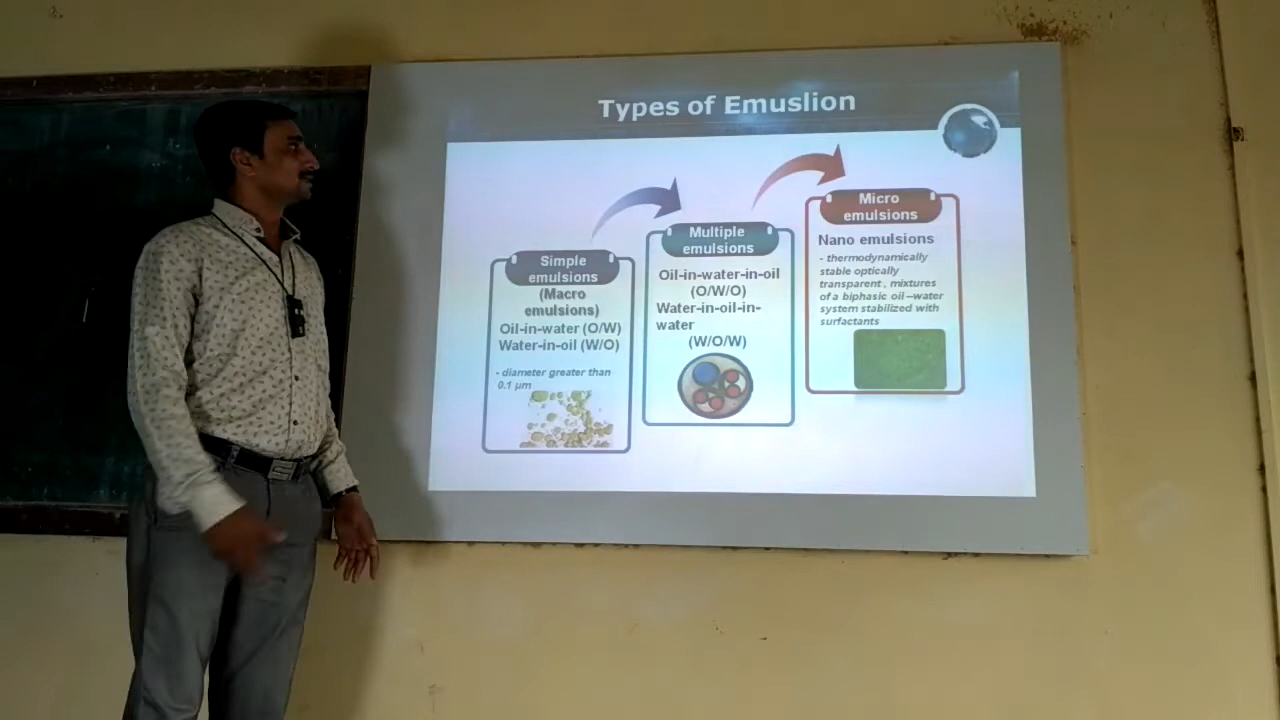 Types of Emuslion
Simple
emulsions
(Macro
emulsions)
Oil-in-water (O/W)
Water-in-oil (W/O)
- diameter greater than
0.1 µm
Multiple
emulsions
Oil-in-water-in-oil
(O/W/O)
Water-in-oil-in-
water
(W/O/W)
Micro
emulsions
Nano emulsions
- thermodynamically
stable optically
transparent , mixtures
of a biphasic oil –water
system stabilized with
surfactants